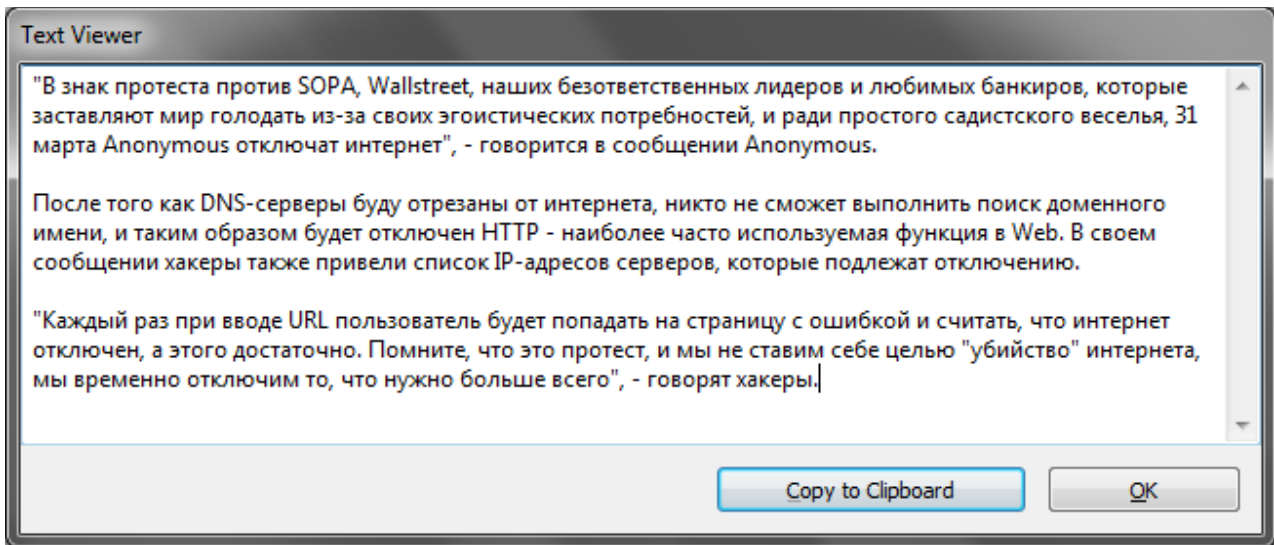 Text Viewer
"В знак протеста против SOPA, Wallstreet, наших безответственных лидеров и любимых банкиров, которые
заставляют мир голодать из-за своих эгоистических потребностей, и ради простого садистского веселья, 31
марта Anonymous отключат интернет", - говорится в сообщении Anonymous.
После того как DNS-серверы буду отрезаны от интернета, никто не сможет выполнить поиск доменного
имени, и таким образом будет отключен HTTP - наиболее часто используемая функция в Web. В своем
сообщении хакеры также привели список IP-адресов серверов, которые подлежат отключению.
"Каждый раз при вводе URL пользователь будет попадать на страницу с ошибкой и считать, что интернет
отключен, а этого достаточно. Помните, что это протест, и мы не ставим себе целью "убийство" интернета,
мы временно отключим то, что нужно больше всего", - говорят хакеры.
Copy to Clipboard
OK